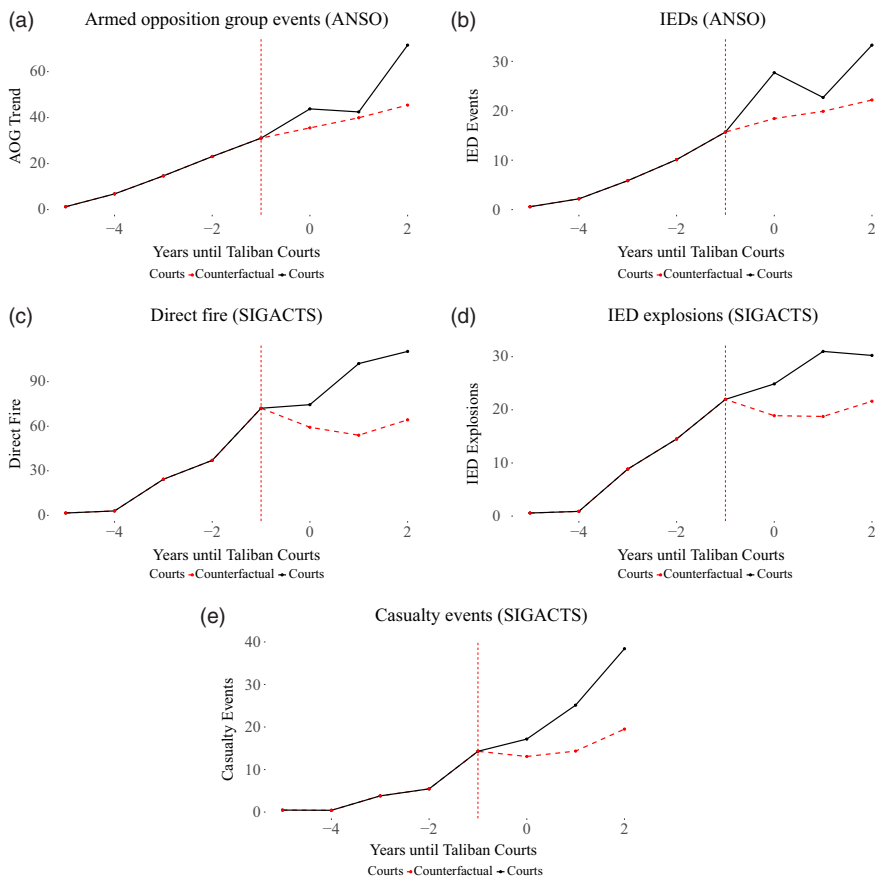 (a) Armed opposition group events (ANSO)
AOG Trend
60
40
20
0
−4 −2 0 2
Years until Taliban Courts
Courts Counterfactual Courts
(b) IEDs (ANSO)
IED Events
30
20
10
0
−4 −2 0 2
Years until Taliban Courts
Courts Counterfactual Courts
(c) Direct fire (SIGACTS)
Direct Fire
90
60
30
0
−4 −2 0 2
Years until Taliban Courts
Courts Counterfactual Courts
(d) IED explosions (SIGACTS)
IED Explosions
30
20
10
0
−4 −2 0 2
Years until Taliban Courts
Courts Counterfactual Courts
(e) Casualty events (SIGACTS)
Casualty Events
40
30
20
10
0
−4 −2 0 2
Years until Taliban Courts
Courts Counterfactual Courts